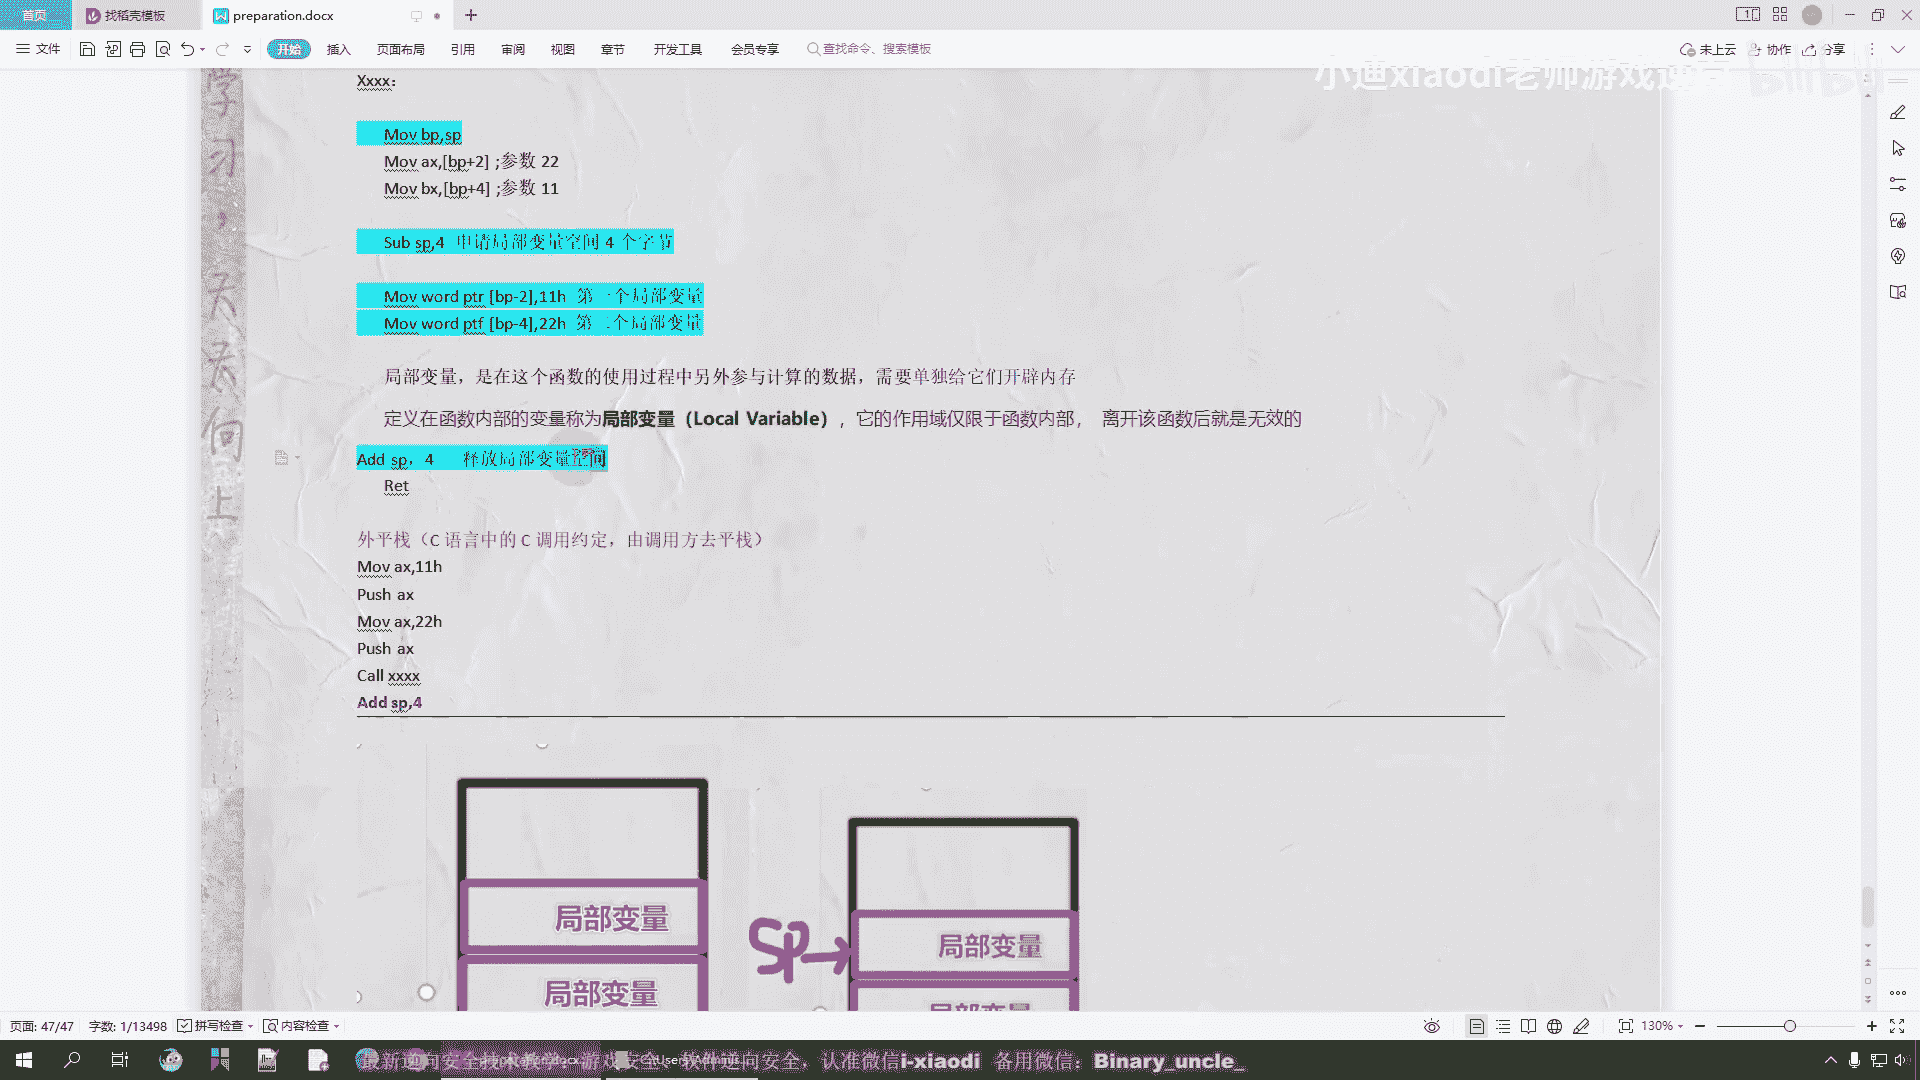 首页
找稻壳模板
preparation.docx
文件
开始
插入
页面布局
引用
审阅
视图
章节
开发工具
会员专享
查找命令、搜索模板
未上云
协作
分享
小迪xiaodi老师游戏逆向
bilibili
学习，天天向上
Xxxx：
Mov bp,sp
Mov ax,[bp+2] ;参数 22
Mov bx,[bp+4] ;参数 11
Sub sp,4 申请局部变量空间 4 个字节
Mov word ptr [bp-2],11h 第一个局部变量
Mov word ptf [bp-4],22h 第二个局部变量
局部变量，是在这个函数的使用过程中另外参与计算的数据，需要单独给它们开辟内存
定义在函数内部的变量称为局部变量（Local Variable），它的作用域仅限于函数内部， 离开该函数后就是无效的
Add sp，4 释放局部变量空间
Ret
外平栈（C 语言中的 C 调用约定，由调用方去平栈）
Mov ax,11h
Push ax
Mov ax,22h
Push ax
Call xxxx
Add sp,4
局部变量
局部变量
SP
局部变量
局部变量
页面: 47/47
字数: 1/13498
拼写检查
内容检查
130%
最新逆向安全技术教学：游戏安全、软件逆向安全，认准微信i-xiaodi 备用微信：Binary_uncle_